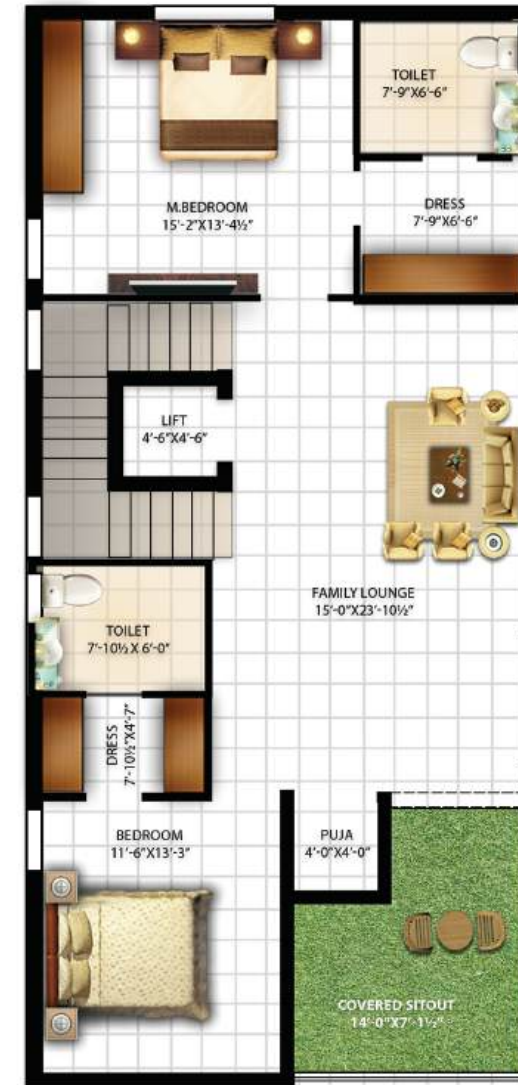 TOILET
7'-9"X6'-6"
M.BEDROOM
15'-2"X13'-4½"
DRESS
7'-9"X6'-6"
LIFT
4'-6"X4'-6"
FAMILY LOUNGE
15'-0"X23'-10½"
TOILET
7'-10½ X 6'-0"
DRESS
7'-10½"X4'-7"
BEDROOM
11'-6"X13'-3"
PUJA
4'-0"X4'-0"
COVERED SITOUT
14'-0"X7'-1½"